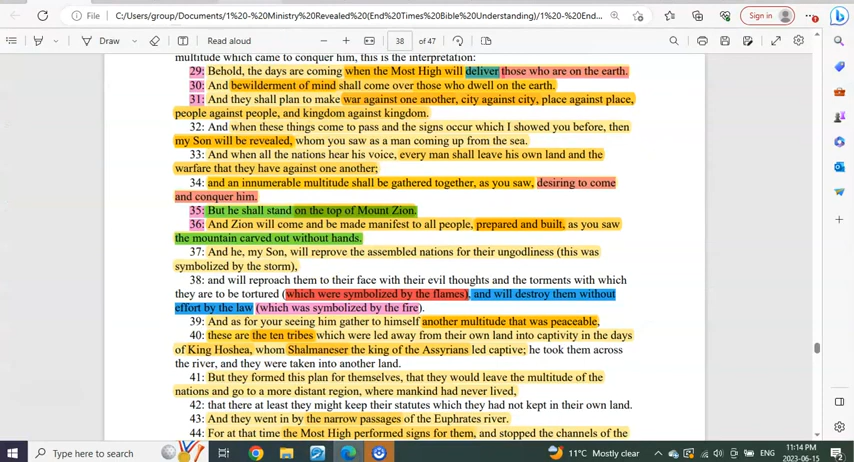 File
C:/Users/group/Documents/1%20-%20Ministry%20Revealed%20(End%20Times%20Bible%20Understanding)/1%20-%20End...
Sign in
Draw
Read aloud
38 of 47
multitude which came to conquer him, this is the interpretation:
29: Behold, the days are coming when the Most High will deliver those who are on the earth.
30: And bewilderment of mind shall come over those who dwell on the earth.
31: And they shall plan to make war against one another, city against city, place against place,
people against people, and kingdom against kingdom.
32: And when these things come to pass and the signs occur which I showed you before, then
my Son will be revealed, whom you saw as a man coming up from the sea.
33: And when all the nations hear his voice, every man shall leave his own land and the
warfare that they have against one another;
34: and an innumerable multitude shall be gathered together, as you saw, desiring to come
and conquer him.
35: But he shall stand on the top of Mount Zion.
36: And Zion will come and be made manifest to all people, prepared and built, as you saw
the mountain carved out without hands.
37: And he, my Son, will reprove the assembled nations for their ungodliness (this was
symbolized by the storm),
38: and will reproach them to their face with their evil thoughts and the torments with which
they are to be tortured (which were symbolized by the flames), and will destroy them without
effort by the law (which was symbolized by the fire).
39: And as for your seeing him gather to himself another multitude that was peaceable,
40: these are the ten tribes which were led away from their own land into captivity in the days
of King Hoshea, whom Shalmaneser the king of the Assyrians led captive; he took them across
the river, and they were taken into another land.
41: But they formed this plan for themselves, that they would leave the multitude of the
nations and go to a more distant region, where mankind had never lived,
42: that there at least they might keep their statutes which they had not kept in their own land.
43: And they went in by the narrow passages of the Euphrates river.
44: For at that time the Most High performed signs for them, and stopped the channels of the
Type here to search
11°C Mostly clear
ENG
11:14 PM
2023-06-15
2